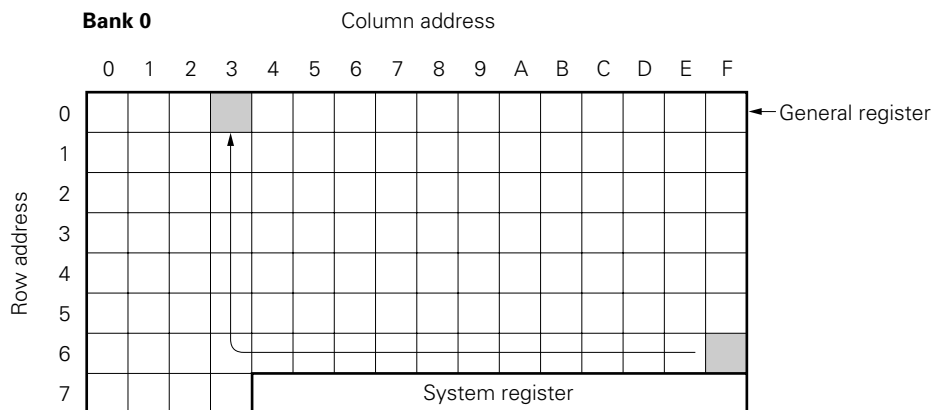 Bank 0 Column address
0 1 2 3 4 5 6 7 8 9 A B C D E F
0 General register
1
2
3
4
5
6
7 System register
Row address